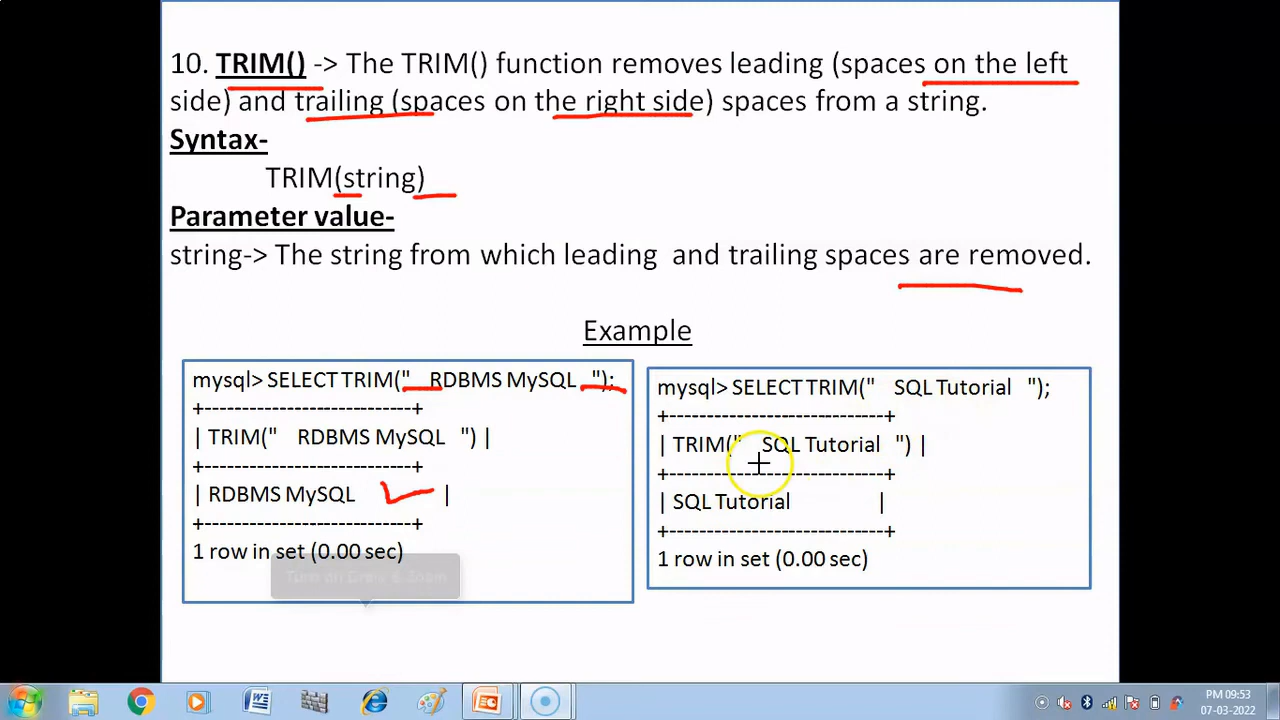 10. TRIM() -> The TRIM() function removes leading (spaces on the left
side) and trailing (spaces on the right side) spaces from a string.
Syntax-
TRIM(string)
Parameter value-
string-> The string from which leading  and trailing spaces are removed.
Example
mysql> SELECT TRIM("   RDBMS MySQL   ");
+-----------------------------+
| TRIM("   RDBMS MySQL   ") |
+-----------------------------+
| RDBMS MySQL            |
+-----------------------------+
1 row in set (0.00 sec)
Turn on Draw & Zoom
mysql> SELECT TRIM("   SQL Tutorial   ");
+-----------------------------+
| TRIM("   SQL Tutorial   ") |
+-----------------------------+
| SQL Tutorial            |
+-----------------------------+
1 row in set (0.00 sec)
PM 09:53
07-03-2022